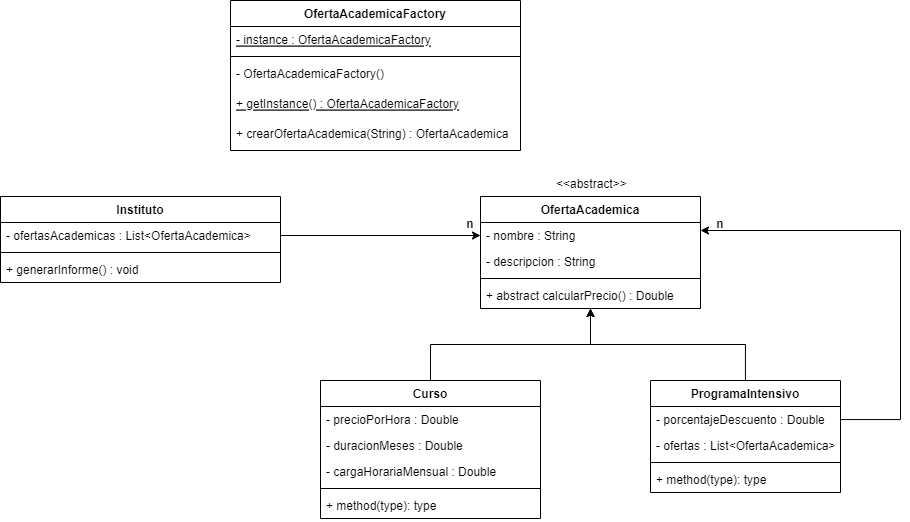 OfertaAcademicaFactory
- instance : OfertaAcademicaFactory
- OfertaAcademicaFactory()
+ getInstance() : OfertaAcademicaFactory
+ crearOfertaAcademica(String) : OfertaAcademica
<<abstract>>
Instituto
- ofertasAcademicas : List<OfertaAcademica>
+ generarInforme() : void
n
OfertaAcademica
- nombre : String
- descripcion : String
+ abstract calcularPrecio() : Double
n
Curso
- precioPorHora : Double
- duracionMeses : Double
- cargaHorariaMensual : Double
+ method(type): type
ProgramaIntensivo
- porcentajeDescuento : Double
- ofertas : List<OfertaAcademica>
+ method(type): type